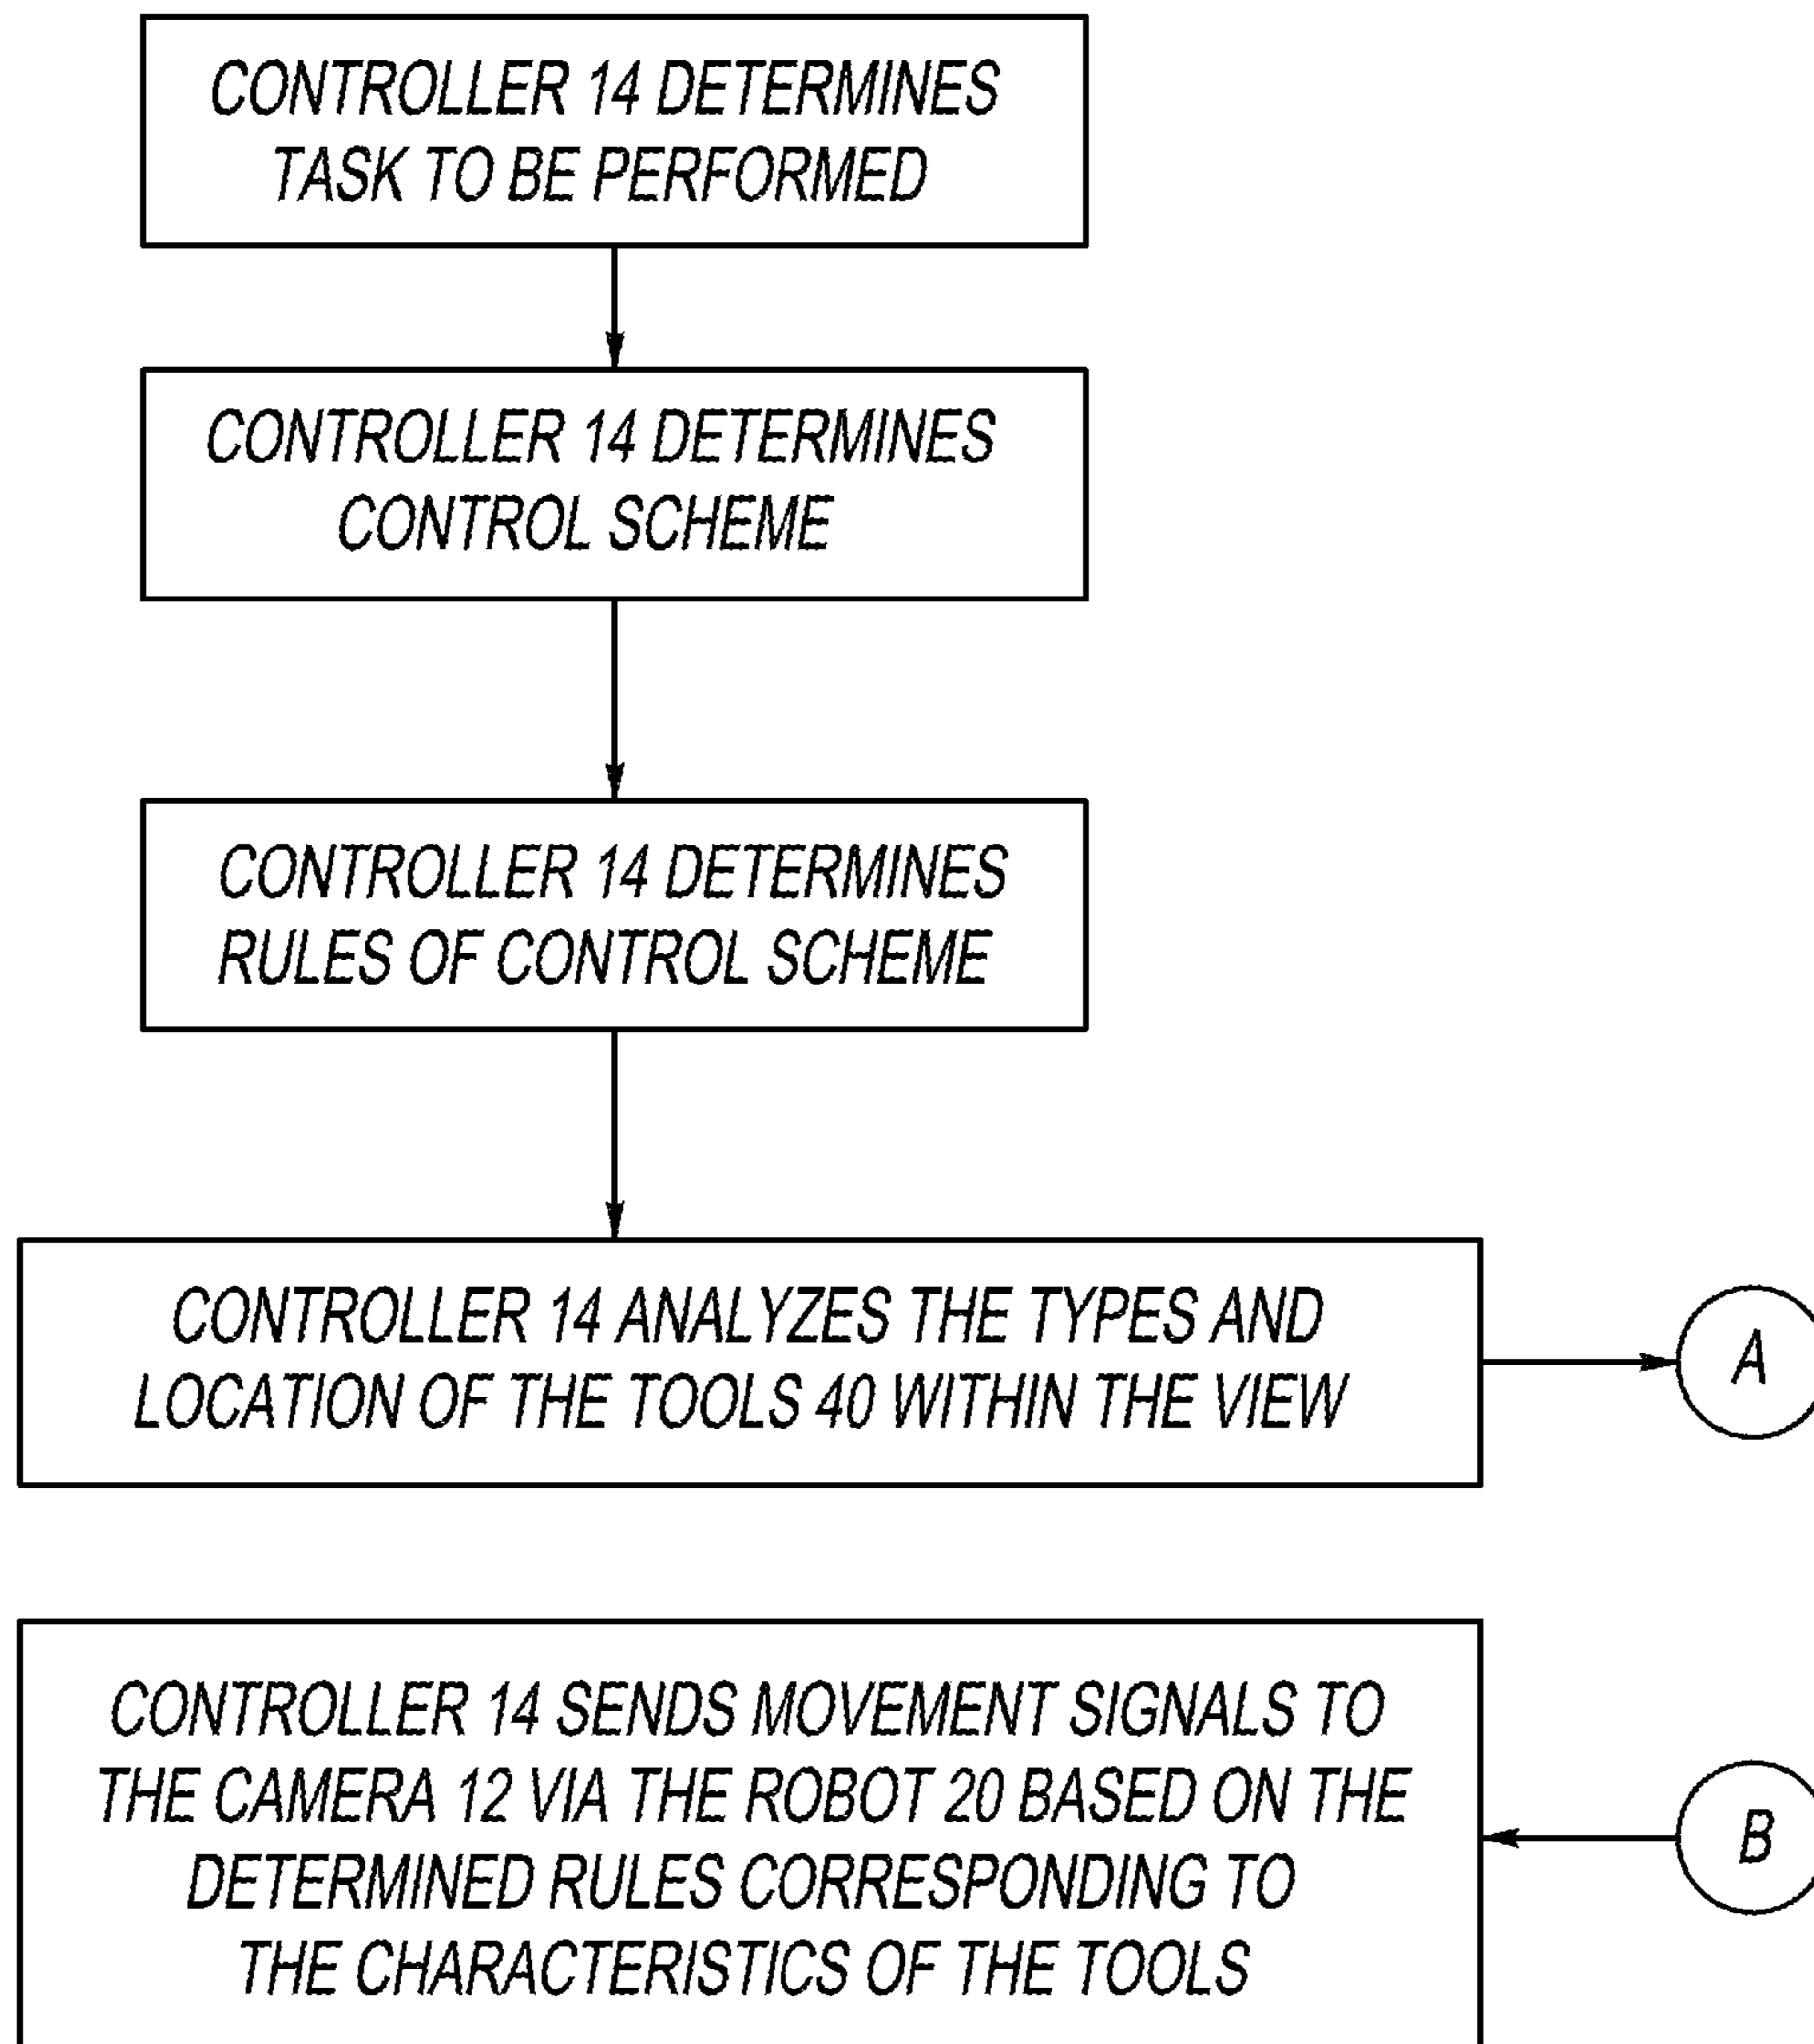 CONTROLLER 14 DETERMINES
TASK TO BE PERFORMED
CONTROLLER 14 DETERMINES
CONTROL SCHEME
CONTROLLER 14 DETERMINES
RULES OF CONTROL SCHEME
CONTROLLER 14 ANALYZES THE TYPES AND
LOCATION OF THE TOOLS 40 WITHIN THE VIEW
A
CONTROLLER 14 SENDS MOVEMENT SIGNALS TO
THE CAMERA 12 VIA THE ROBOT 20 BASED ON THE
DETERMINED RULES CORRESPONDING TO
THE CHARACTERISTICS OF THE TOOLS
B